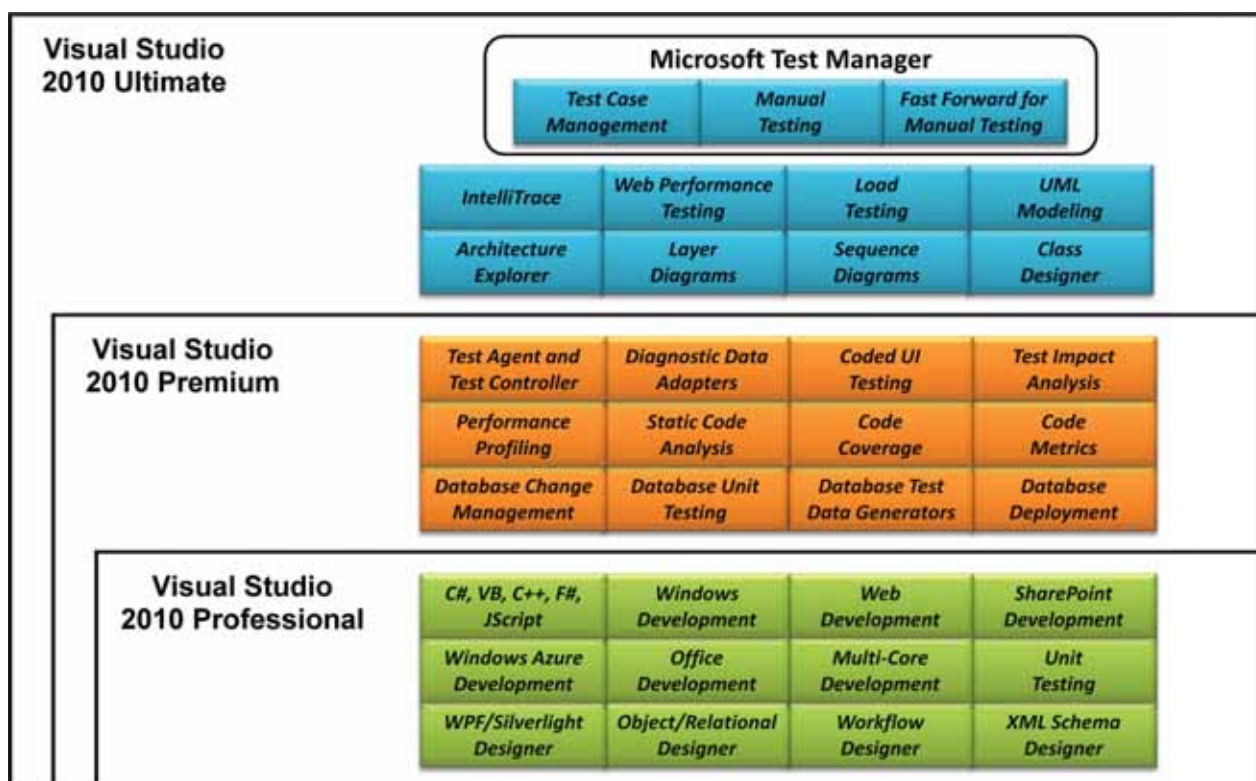 Visual Studio
2010 Ultimate
Microsoft Test Manager
Test Case
Management
Manual
Testing
Fast Forward for
Manual Testing
IntelliTrace
Web Performance
Testing
Load
Testing
UML
Modeling
Architecture
Explorer
Layer
Diagrams
Sequence
Diagrams
Class
Designer
Visual Studio
2010 Premium
Test Agent and
Test Controller
Diagnostic Data
Adapters
Coded UI
Testing
Test Impact
Analysis
Performance
Profiling
Static Code
Analysis
Code
Coverage
Code
Metrics
Database Change
Management
Database Unit
Testing
Database Test
Data Generators
Database
Deployment
Visual Studio
2010 Professional
C#, VB, C++, F#,
JScript
Windows
Development
Web
Development
SharePoint
Development
Windows Azure
Development
Office
Development
Multi-Core
Development
Unit
Testing
WPF/Silverlight
Designer
Object/Relational
Designer
Workflow
Designer
XML Schema
Designer